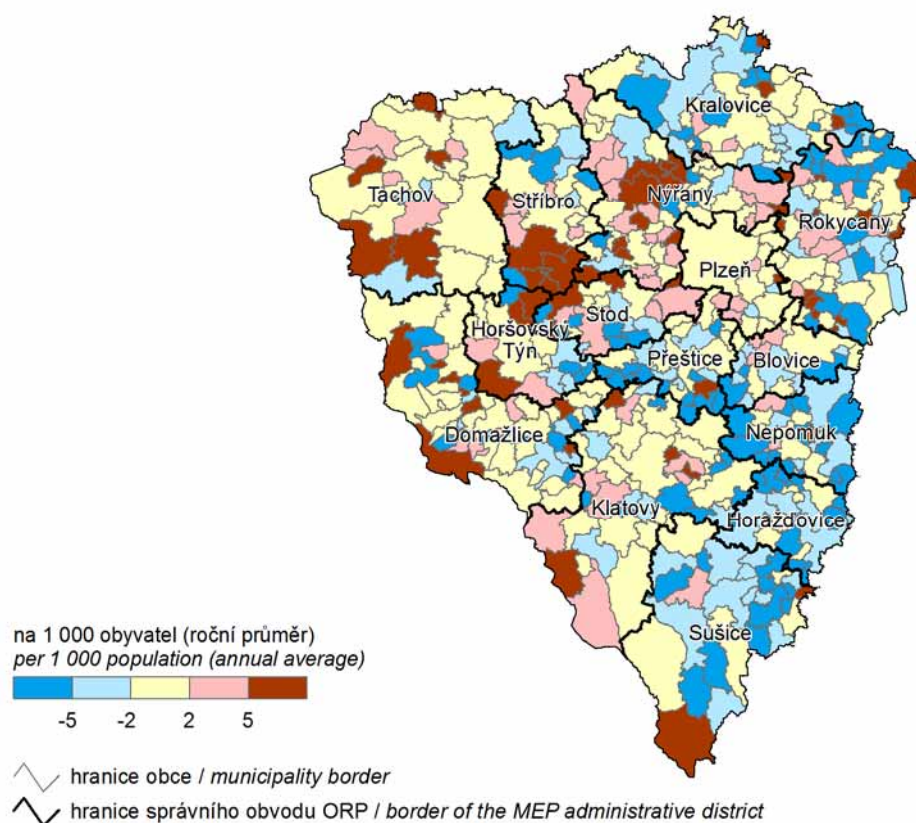 Kralovice
Tachov
Stříbro
Nýřany
Rokycany
Plzeň
Stod
Horšovský
Týn
Přeštice
Blovice
Domažlice
Nepomuk
Klatovy
Horažďovice
Sušice
na 1 000 obyvatel (roční průměr)
per 1 000 population (annual average)
-5 -2 2 5
hranice obce / municipality border
hranice správního obvodu ORP / border of the MEP administrative district